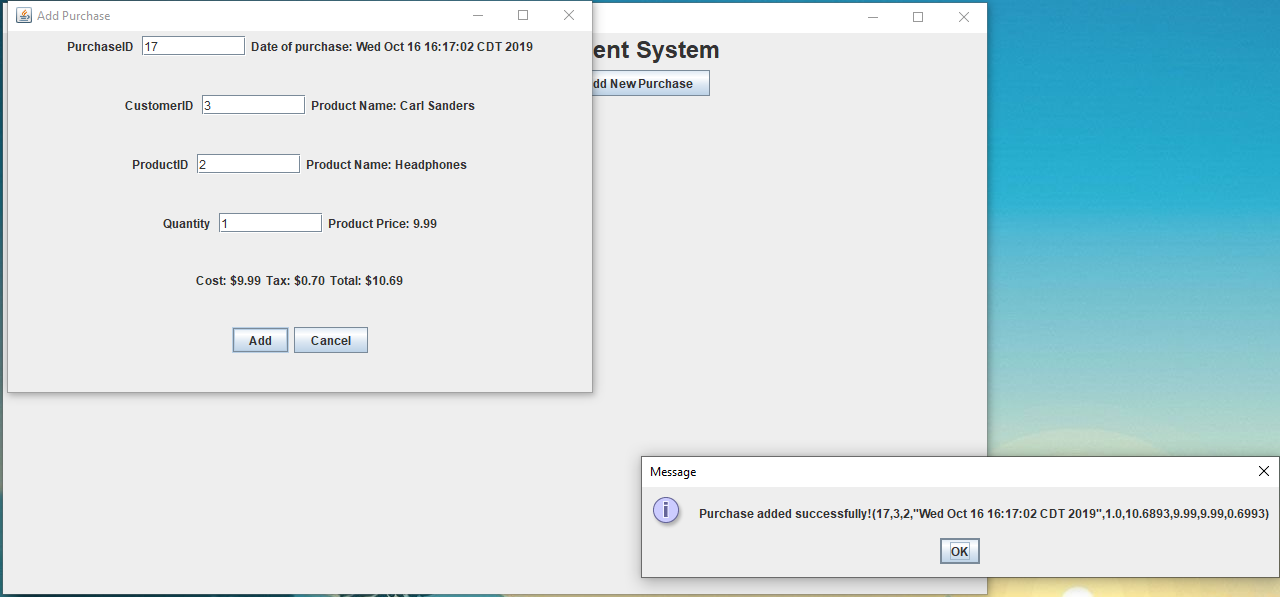 Add Purchase
PurchaseID 17 Date of purchase: Wed Oct 16 16:17:02 CDT 2019
CustomerID 3 Product Name: Carl Sanders
ProductID 2 Product Name: Headphones
Quantity 1 Product Price: 9.99
Cost: $9.99 Tax: $0.70 Total: $10.69
Add Cancel
ent System
dd New Purchase
Message
Purchase added successfully!(17,3,2,"Wed Oct 16 16:17:02 CDT 2019",1.0,10.6893,9.99,9.99,0.6993)
OK